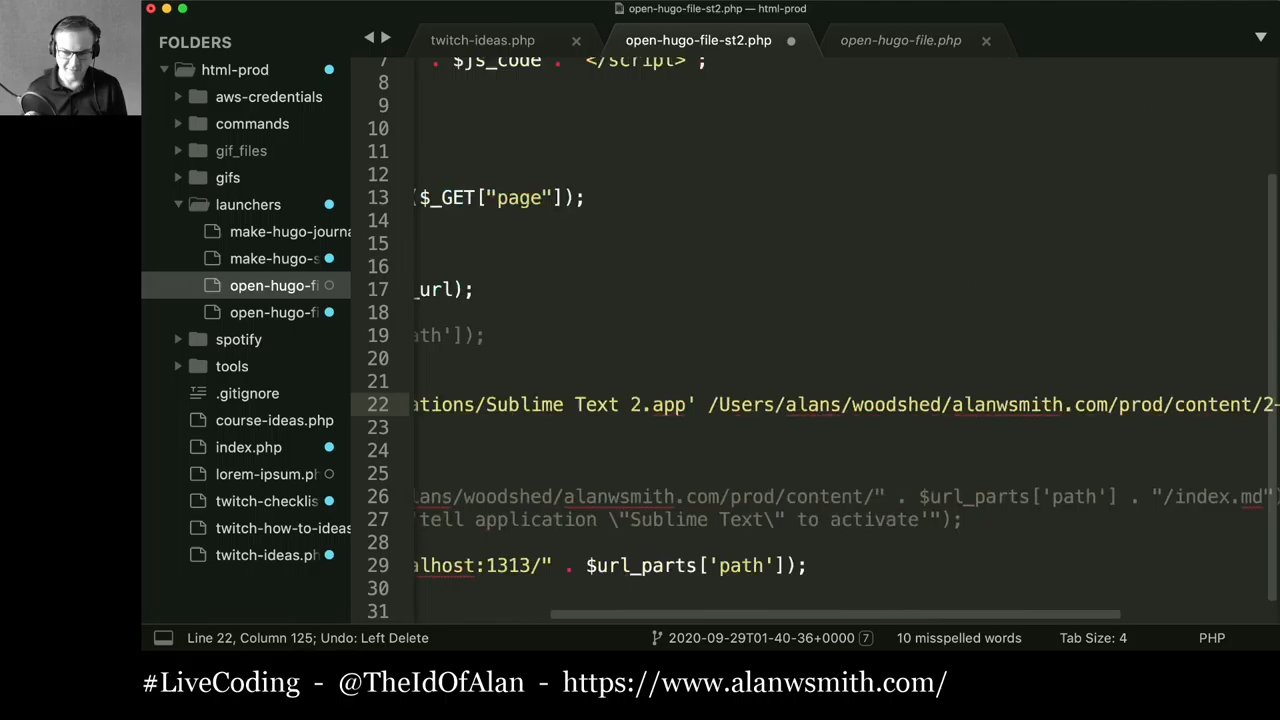 open-hugo-file-st2.php — html-prod
FOLDERS
html-prod
aws-credentials
commands
gif_files
gifs
launchers
make-hugo-journa
make-hugo-s
open-hugo-fi
open-hugo-fi
spotify
tools
.gitignore
course-ideas.php
index.php
lorem-ipsum.ph
twitch-checklis
twitch-how-to-ideas
twitch-ideas.ph
twitch-ideas.php
open-hugo-file-st2.php
open-hugo-file.php
7 . $js_code . "</script>";
8
9
10
11
12
13 ($_GET["page"]);
14
15
16
17 _url);
18
19 ath']);
20
21
22 ations/Sublime Text 2.app' /Users/alans/woodshed/alanwsmith.com/prod/content/2-
23
24
25
26 lans/woodshed/alanwsmith.com/prod/content/" . $url_parts['path'] . "/index.md")
27 'tell application \"Sublime Text\" to activate'");
28
29 alhost:1313/" . $url_parts['path']);
30
31
Line 22, Column 125; Undo: Left Delete
2020-09-29T01-40-36+0000 7
10 misspelled words
Tab Size: 4
PHP
#LiveCoding - @TheIdOfAlan - https://www.alanwsmith.com/